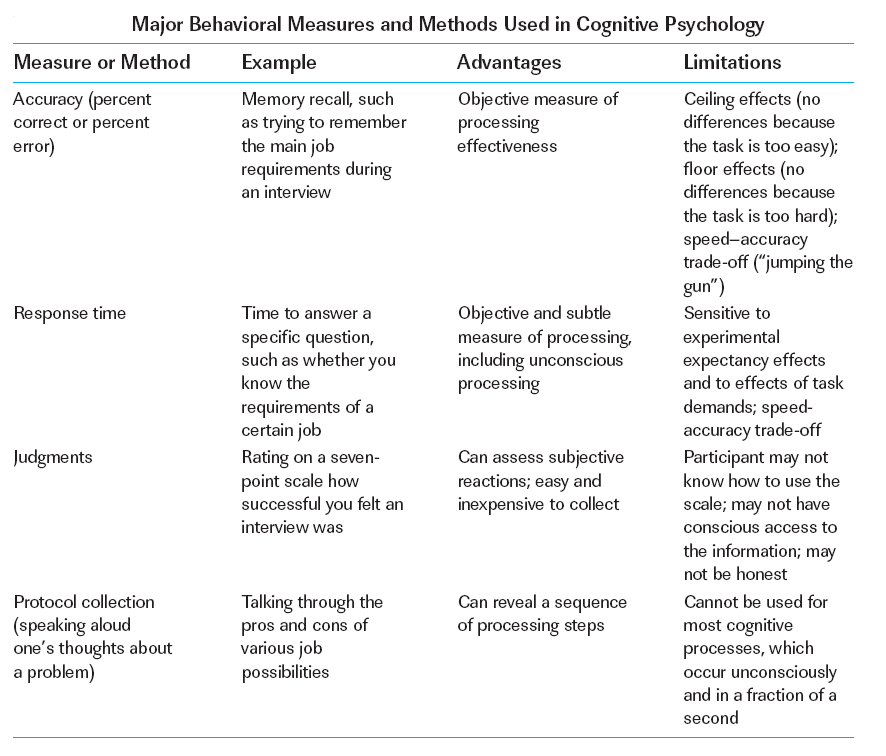 Major Behavioral Measures and Methods Used in Cognitive Psychology
Measure or Method Example Advantages Limitations
Accuracy (percent
correct or percent
error)
Memory recall, such
as trying to remember
the main job
requirements during
an interview
Objective measure of
processing
effectiveness
Ceiling effects (no
differences because
the task is too easy);
floor effects (no
differences because
the task is too hard);
speed–accuracy
trade-off (“jumping the
gun”)
Response time
Time to answer a
specific question,
such as whether you
know the
requirements of a
certain job
Objective and subtle
measure of processing,
including unconscious
processing
Sensitive to
experimental
expectancy effects
and to effects of task
demands; speed-
accuracy trade-off
Judgments
Rating on a seven-
point scale how
successful you felt an
interview was
Can assess subjective
reactions; easy and
inexpensive to collect
Participant may not
know how to use the
scale; may not have
conscious access to
the information; may
not be honest
Protocol collection
(speaking aloud
one’s thoughts about
a problem)
Talking through the
pros and cons of
various job
possibilities
Can reveal a sequence
of processing steps
Cannot be used for
most cognitive
processes, which
occur unconsciously
and in a fraction of a
second